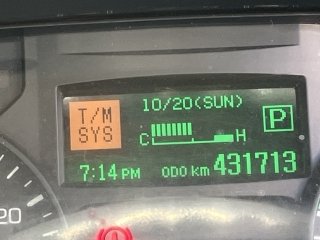 10/20(SUN)
T/M
SYS
P
C H
7:14 PM ODO km 431713
20